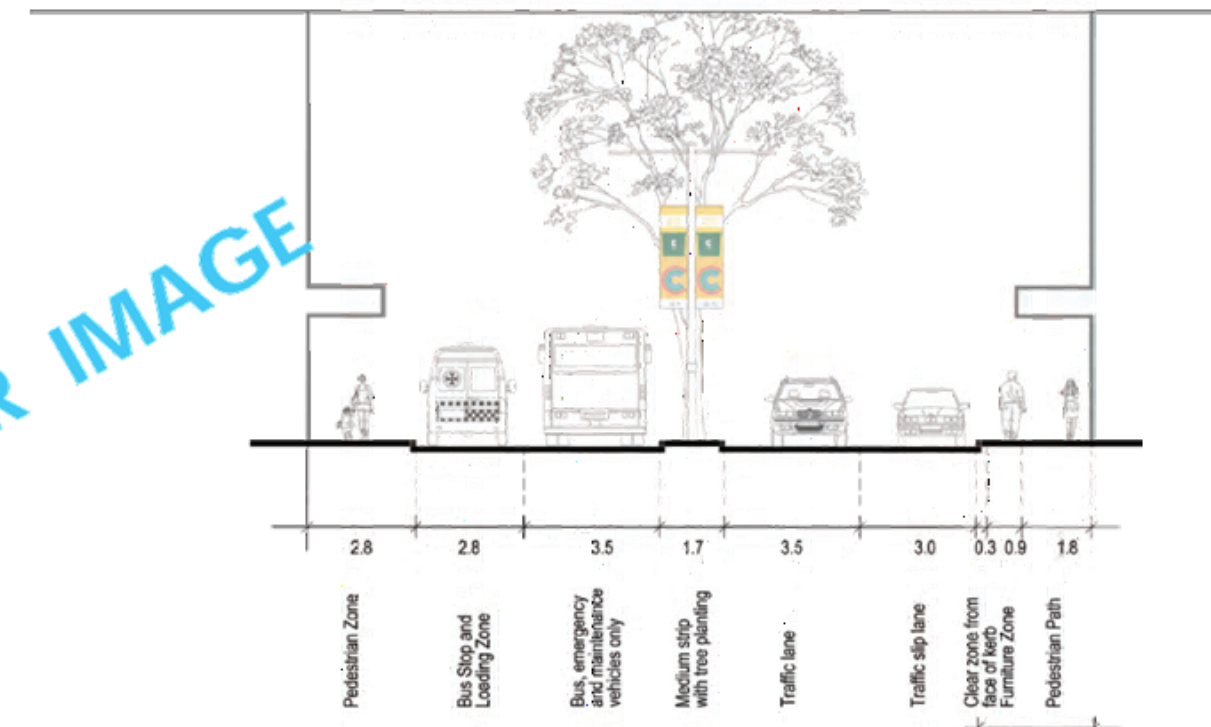 R IMAGE
C C
2.8 2.8 3.5 1.7 3.5 3.0 0.3 0.9 1.8
Pedestrian Zone
Bus Stop and
Loading Zone
Bus, emergency
and maintenance
vehicles only
Medium strip
with tree planting
Traffic lane
Traffic slip lane
Clear zone from
face of kerb
Furniture Zone
Pedestrian Path